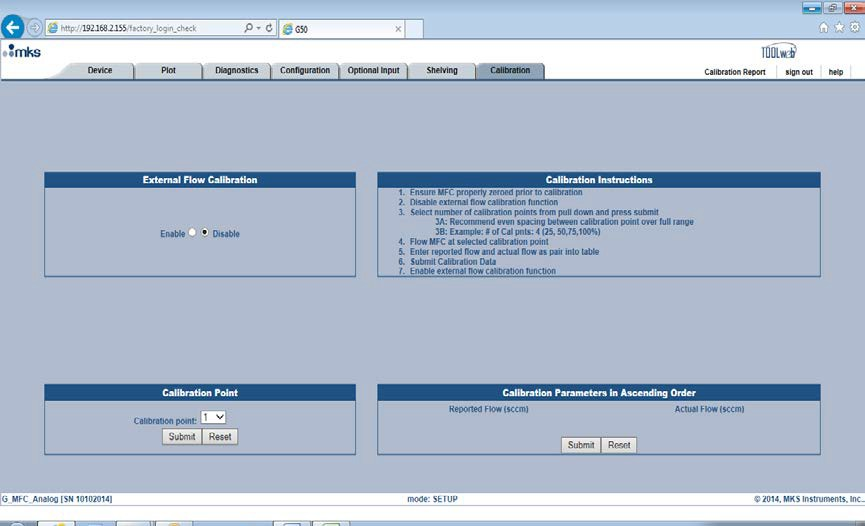 http://192.168.2.155/factory_login_check
G50
mks
TOOLweb
Device
Plot
Diagnostics
Configuration
Optional Input
Shelving
Calibration
Calibration Report
sign out
help
External Flow Calibration
Enable
Disable
Calibration Instructions
1. Ensure MFC properly zeroed prior to calibration
2. Disable external flow calibration function
3. Select number of calibration points from pull down and press submit
3A: Recommend even spacing between calibration point over full range
3B: Example: # of Cal pnts: 4 (25, 50,75,100%)
4. Flow MFC at selected calibration point
5. Enter reported flow and actual flow as pair into table
6. Submit Calibration Data
7. Enable external flow calibration function
Calibration Point
Calibration point: 1
Submit Reset
Calibration Parameters in Ascending Order
Reported Flow (sccm) Actual Flow (sccm)
Submit Reset
G_MFC_Analog [SN 10102014]
mode: SETUP
© 2014, MKS Instruments, Inc..